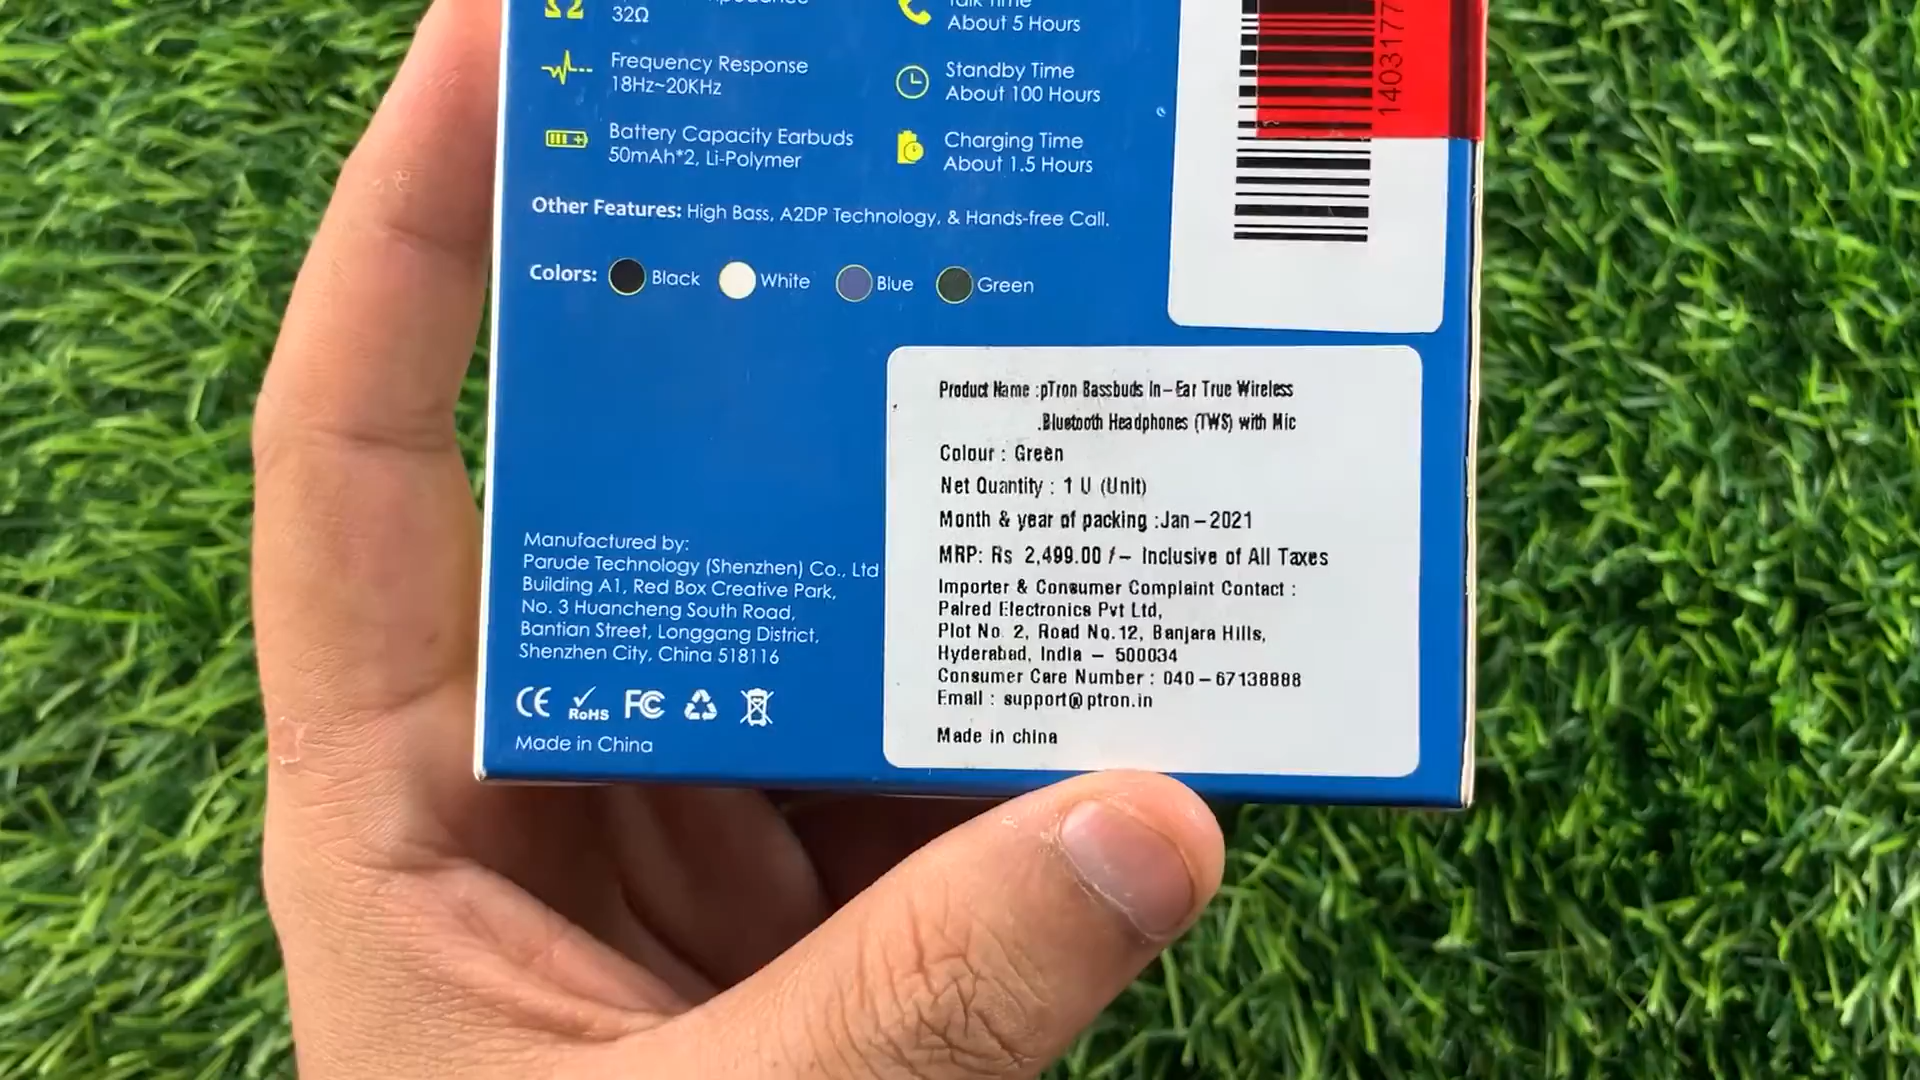 32Ω
Talk Time
About 5 Hours
Frequency Response
18Hz~20KHz
Standby Time
About 100 Hours
Battery Capacity Earbuds
50mAh*2, Li-Polymer
Charging Time
About 1.5 Hours
Other Features: High Bass, A2DP Technology, & Hands-free Call.
Colors: Black White Blue Green
1403177
Product Name :pTron Bassbuds In-Ear True Wireless
.Bluetooth Headphones (TWS) with Mic
Colour : Green
Net Quantity : 1 U (Unit)
Month & year of packing :Jan-2021
MRP: Rs 2,499.00 /- Inclusive of All Taxes
Importer & Consumer Complaint Contact :
Palred Electronics Pvt Ltd,
Plot No. 2, Road No.12, Banjara Hills,
Hyderabad, India - 500034
Consumer Care Number : 040-67138888
Email : support@ptron.in
Made in china
Manufactured by:
Parude Technology (Shenzhen) Co., Ltd
Building A1, Red Box Creative Park,
No. 3 Huancheng South Road,
Bantian Street, Longgang District,
Shenzhen City, China 518116
CE RoHS FC
Made in China